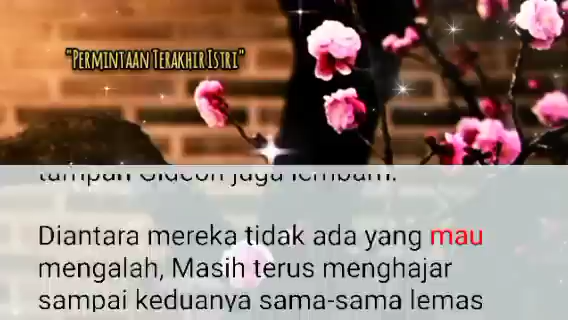 "PERMINTAAN TERAKHIR ISTRI"
Diantara mereka tidak ada yang mau
mengalah, Masih terus menghajar
sampai keduanya sama-sama lemas